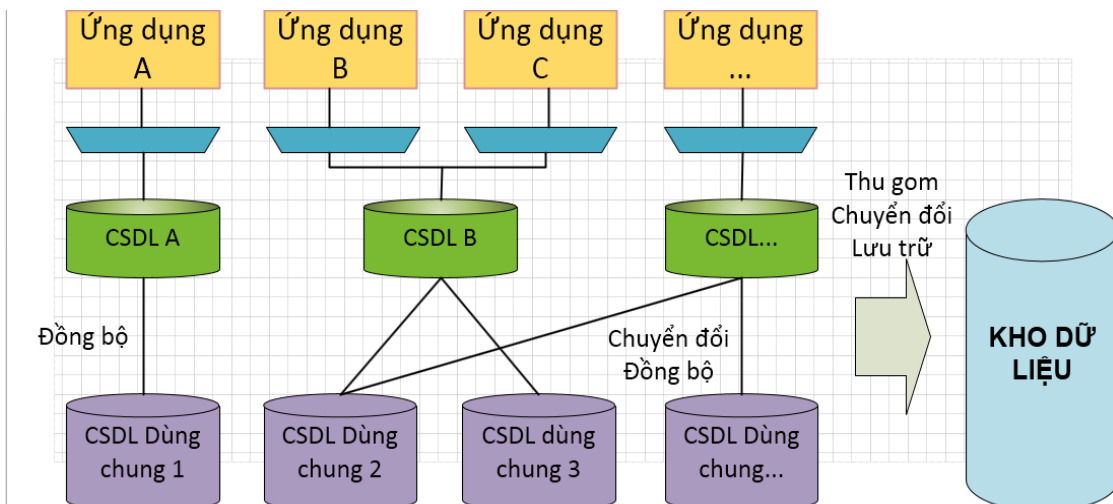 Ứng dụng
A
Ứng dụng
B
Ứng dụng
C
Ứng dụng
...
CSDL A
CSDL B
CSDL...
Thu gom
Chuyển đổi
Lưu trữ
KHO DỮ
LIỆU
Đồng bộ
Chuyển đổi
Đồng bộ
CSDL Dùng
chung 1
CSDL Dùng
chung 2
CSDL dùng
chung 3
CSDL Dùng
chung...